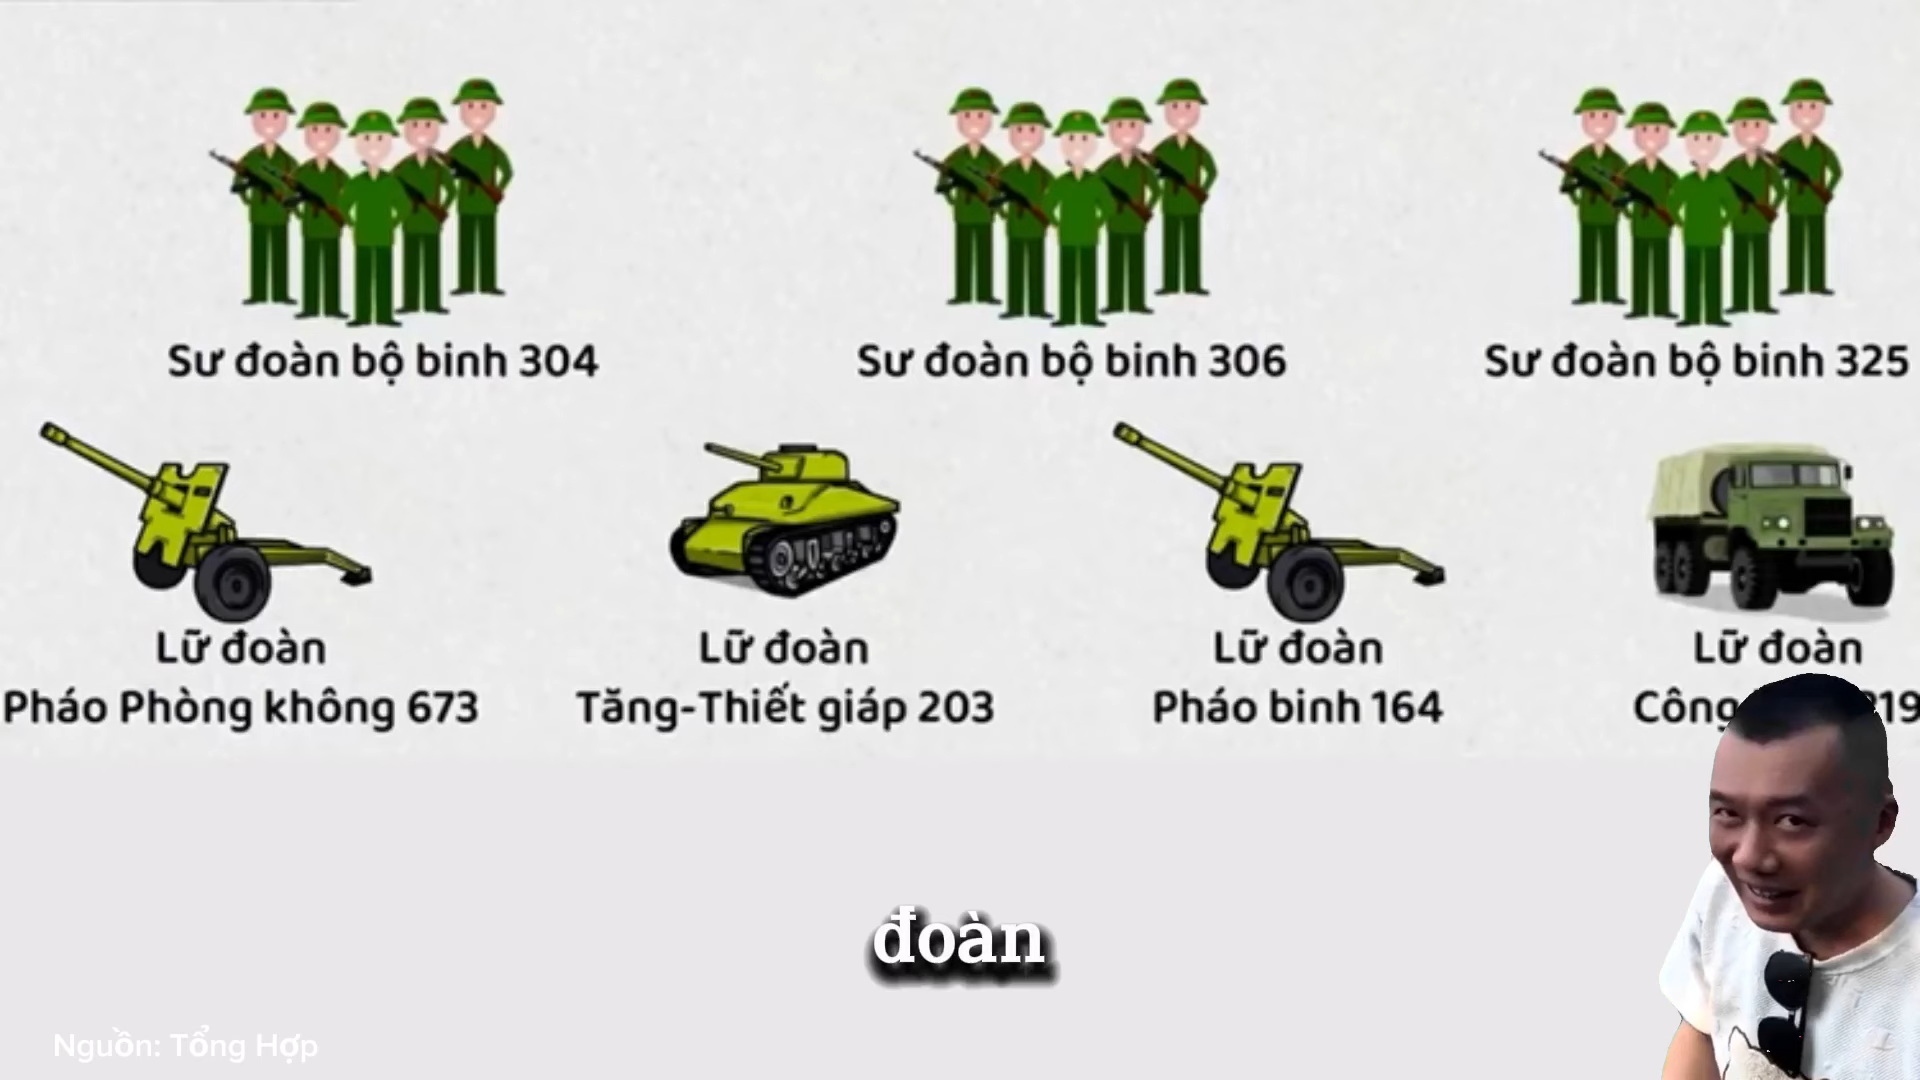 Sư đoàn bộ binh 304
Sư đoàn bộ binh 306
Sư đoàn bộ binh 325
Lữ đoàn
Pháo Phòng không 673
Lữ đoàn
Tăng-Thiết giáp 203
Lữ đoàn
Pháo binh 164
Lữ đoàn
Công 219
đoàn
Nguồn: Tổng Hợp